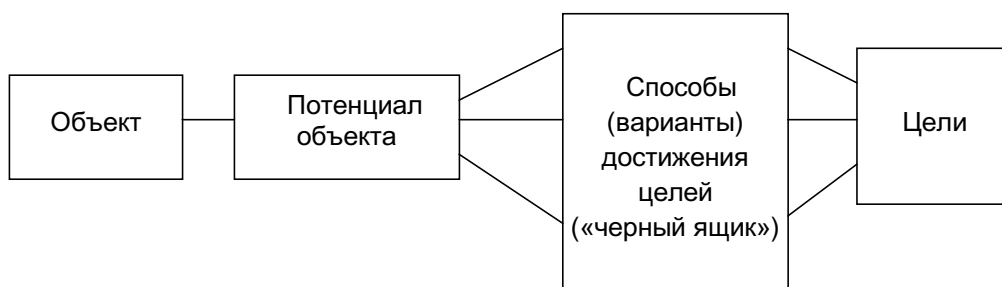 Объект
Потенциал
объекта
Способы
(варианты)
достижения
целей
(«черный ящик»)
Цели